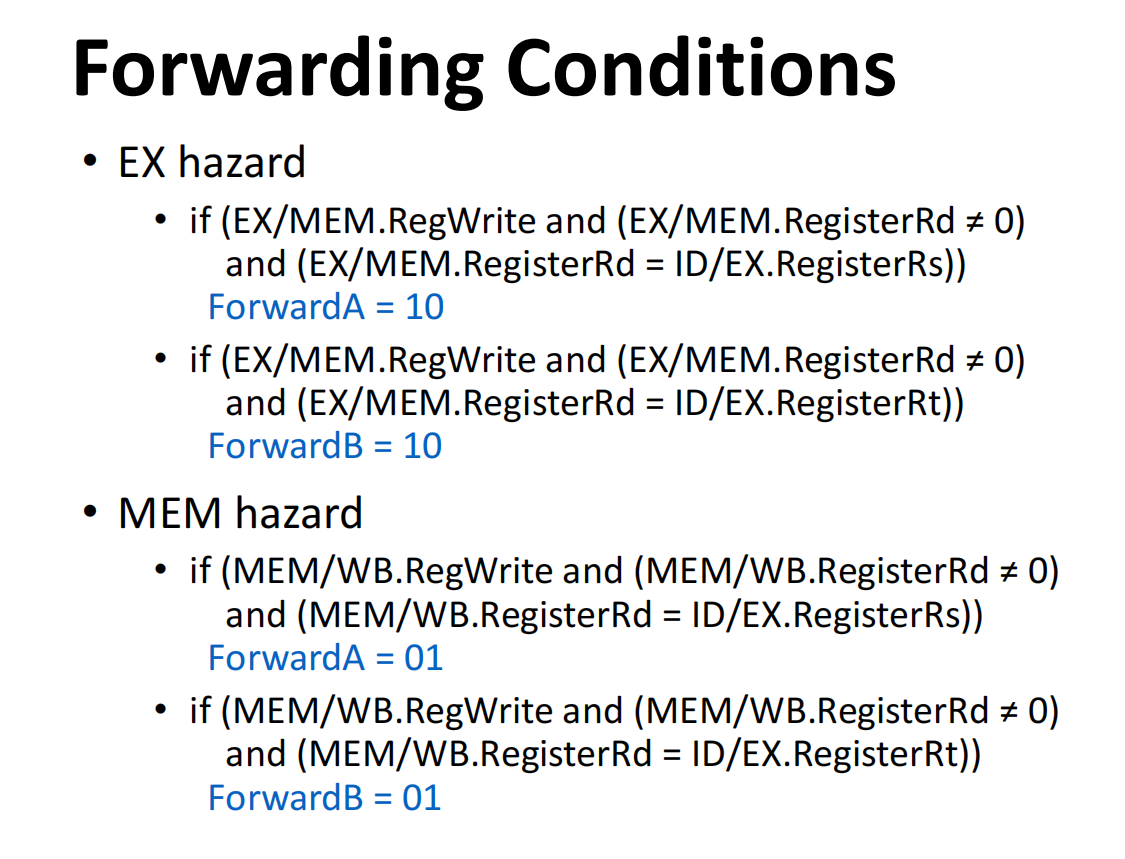 Forwarding Conditions
• EX hazard
• if (EX/MEM.RegWrite and (EX/MEM.RegisterRd ≠ 0)
and (EX/MEM.RegisterRd = ID/EX.RegisterRs))
ForwardA = 10
• if (EX/MEM.RegWrite and (EX/MEM.RegisterRd ≠ 0)
and (EX/MEM.RegisterRd = ID/EX.RegisterRt))
ForwardB = 10
• MEM hazard
• if (MEM/WB.RegWrite and (MEM/WB.RegisterRd ≠ 0)
and (MEM/WB.RegisterRd = ID/EX.RegisterRs))
ForwardA = 01
• if (MEM/WB.RegWrite and (MEM/WB.RegisterRd ≠ 0)
and (MEM/WB.RegisterRd = ID/EX.RegisterRt))
ForwardB = 01